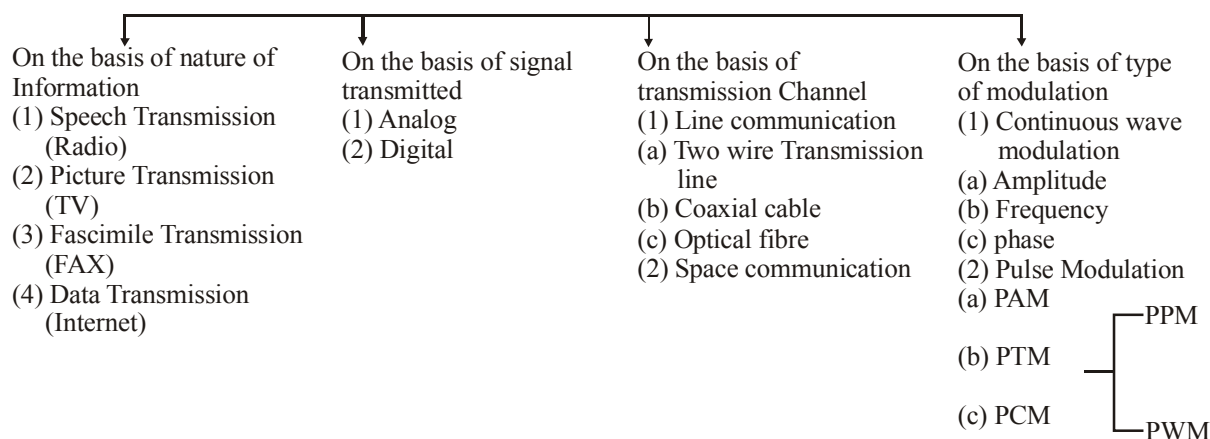 On the basis of nature of
Information
(1) Speech Transmission
(Radio)
(2) Picture Transmission
(TV)
(3) Fascimile Transmission
(FAX)
(4) Data Transmission
(Internet)
On the basis of signal
transmitted
(1) Analog
(2) Digital
On the basis of
transmission Channel
(1) Line communication
(a) Two wire Transmission
line
(b) Coaxial cable
(c) Optical fibre
(2) Space communication
On the basis of type
of modulation
(1) Continuous wave
modulation
(a) Amplitude
(b) Frequency
(c) phase
(2) Pulse Modulation
(a) PAM
(b) PTM
(c) PCM
PPM
PWM